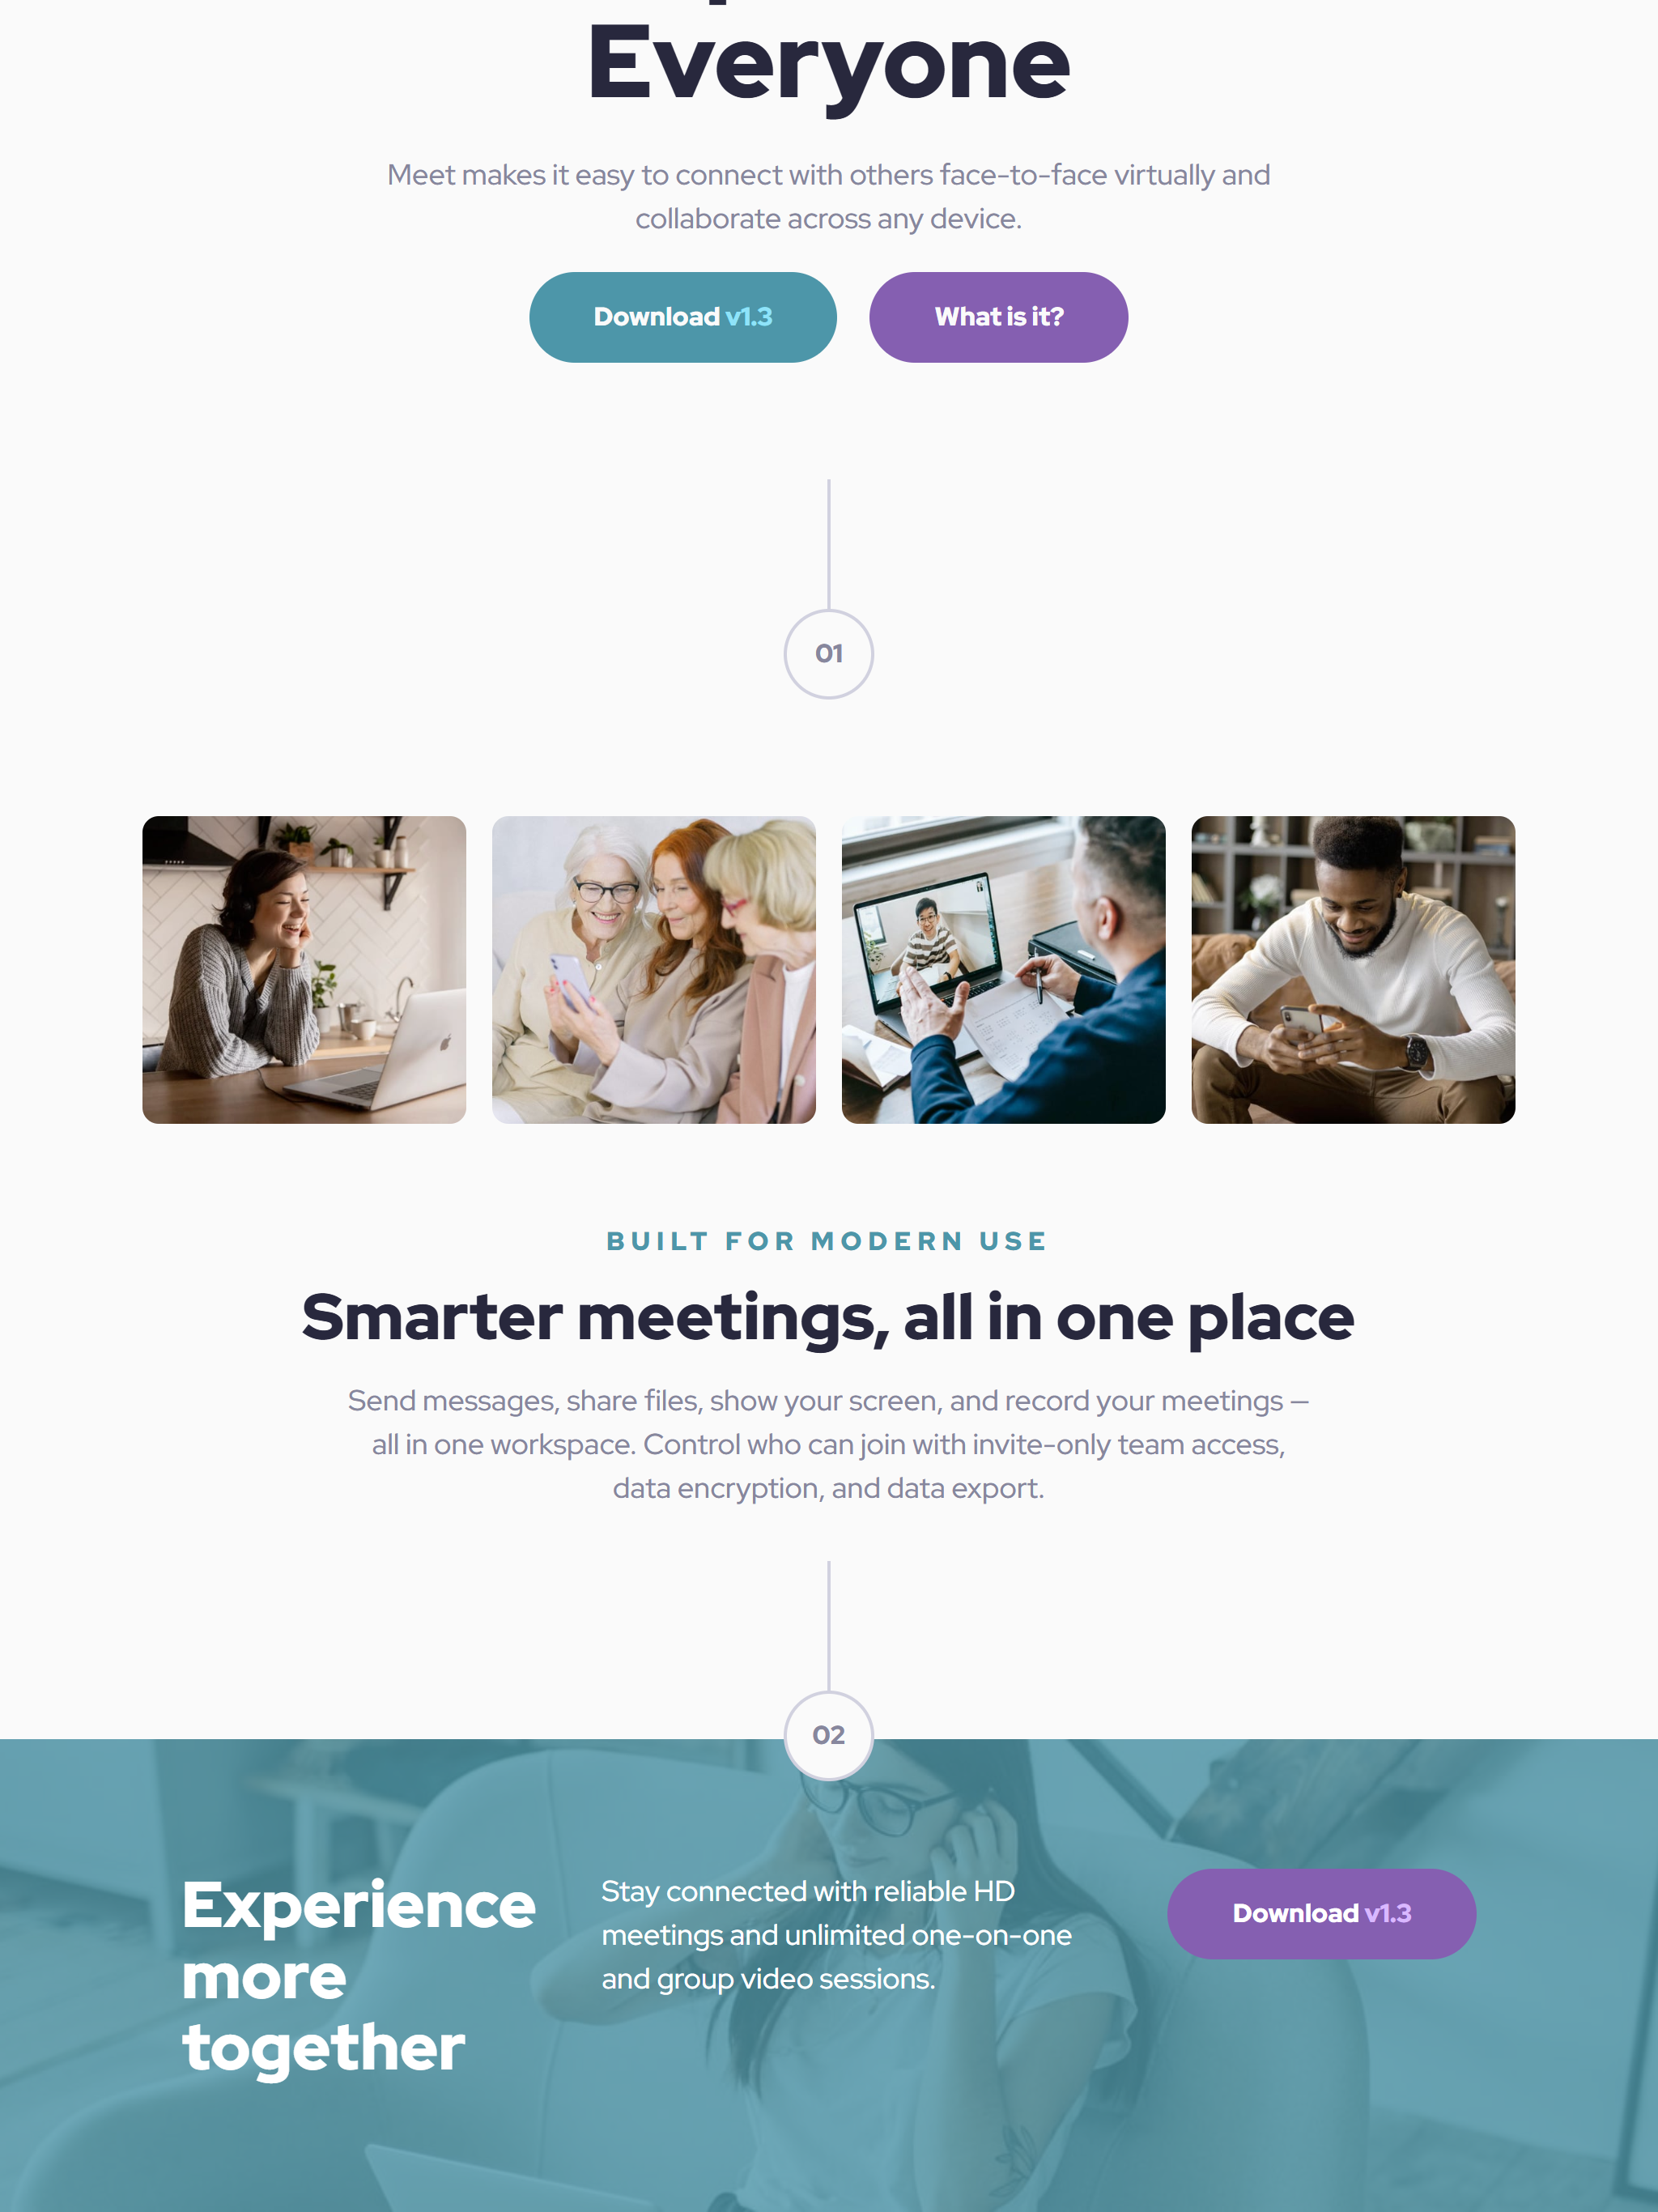 Everyone
Meet makes it easy to connect with others face-to-face virtually and
collaborate across any device.
Download v1.3
What is it?
01
BUILT FOR MODERN USE
Smarter meetings, all in one place
Send messages, share files, show your screen, and record your meetings –
all in one workspace. Control who can join with invite-only team access,
data encryption, and data export.
02
Experience
more
together
Stay connected with reliable HD
meetings and unlimited one-on-one
and group video sessions.
Download v1.3